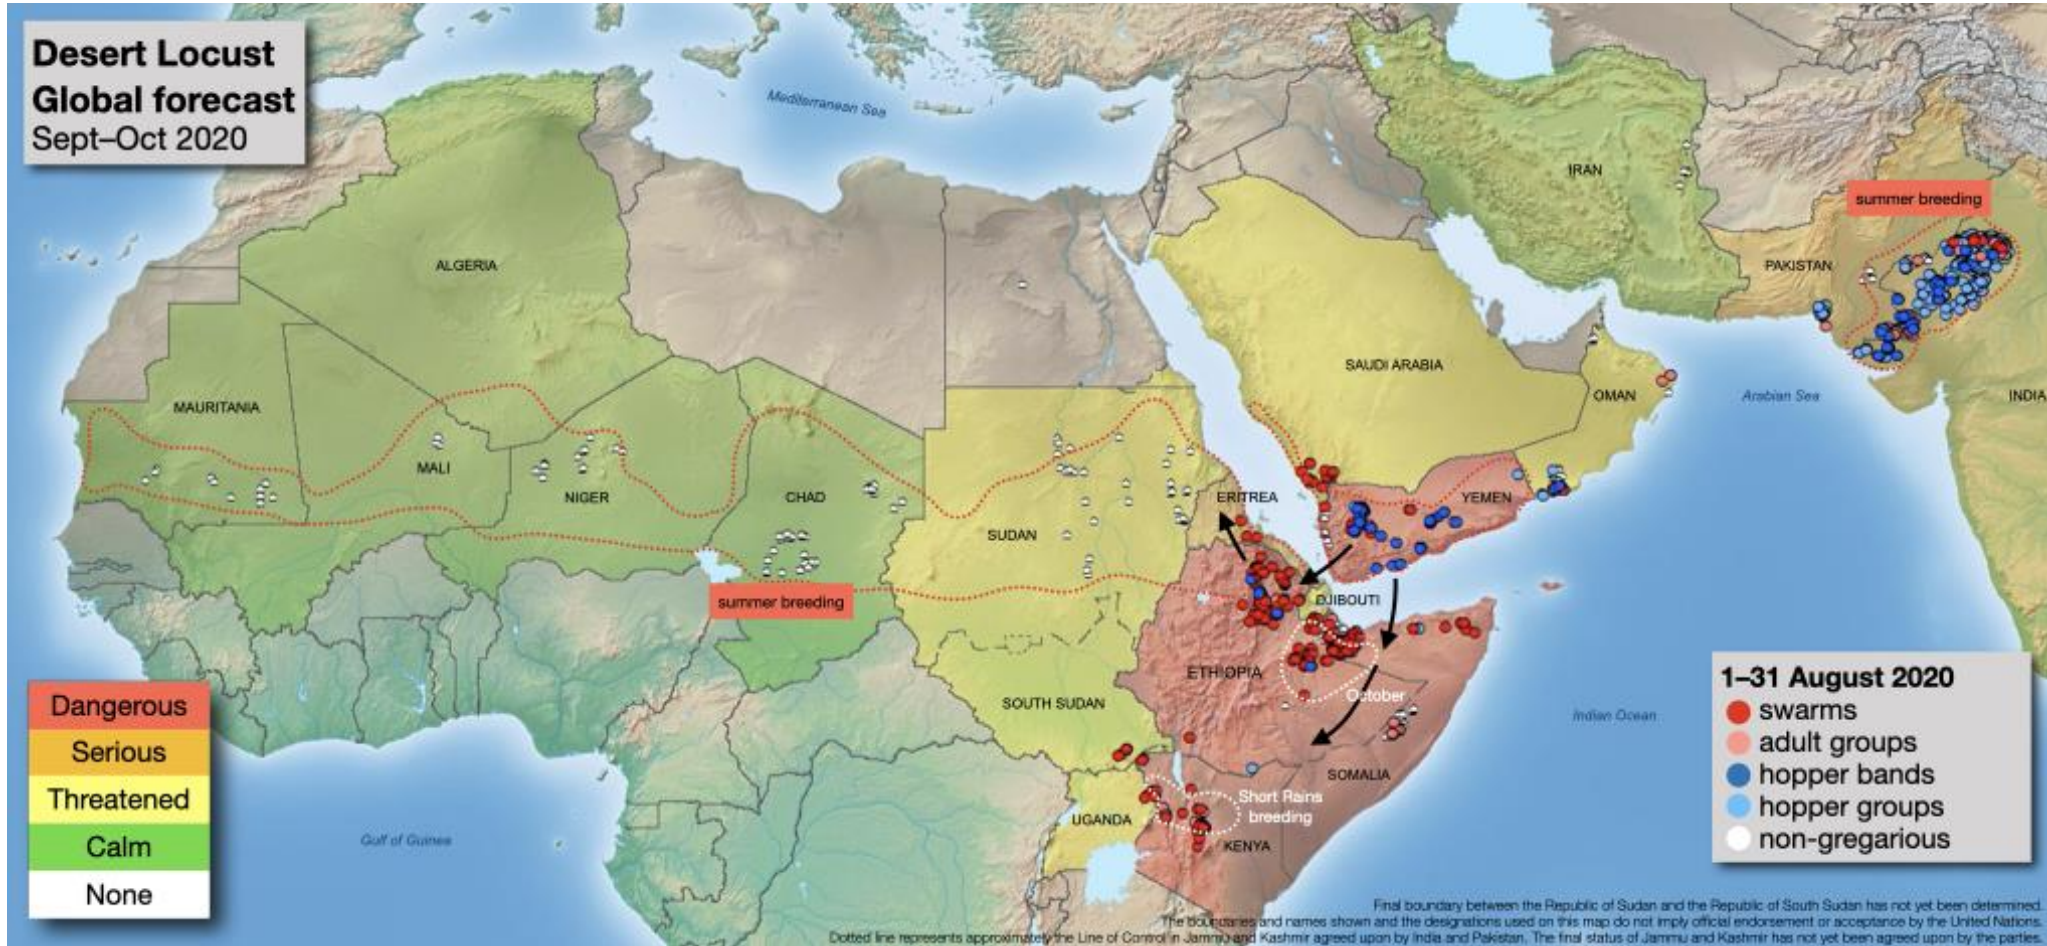 Desert Locust
Global forecast
Sept–Oct 2020
Mediterranean Sea
IRAN
summer breeding
ALGERIA
PAKISTAN
SAUDI ARABIA
OMAN
Arabian Sea
INDIA
MAURITANIA
MALI
NIGER
CHAD
ERITREA
YEMEN
SUDAN
summer breeding
DJIBOUTI
ETHIOPIA
October
SOUTH SUDAN
Indian Ocean
SOMALIA
Short Rains
breeding
UGANDA
KENYA
Gulf of Guinea
Dangerous
Serious
Threatened
Calm
None
1–31 August 2020
swarms
adult groups
hopper bands
hopper groups
non-gregarious
Final boundary between the Republic of Sudan and the Republic of South Sudan has not yet been determined.
The boundaries and names shown and the designations used on this map do not imply official endorsement or acceptance by the United Nations.
Dotted line represents approximately the Line of Control in Jammu and Kashmir agreed upon by India and Pakistan. The final status of Jammu and Kashmir has not yet been agreed upon by the parties.